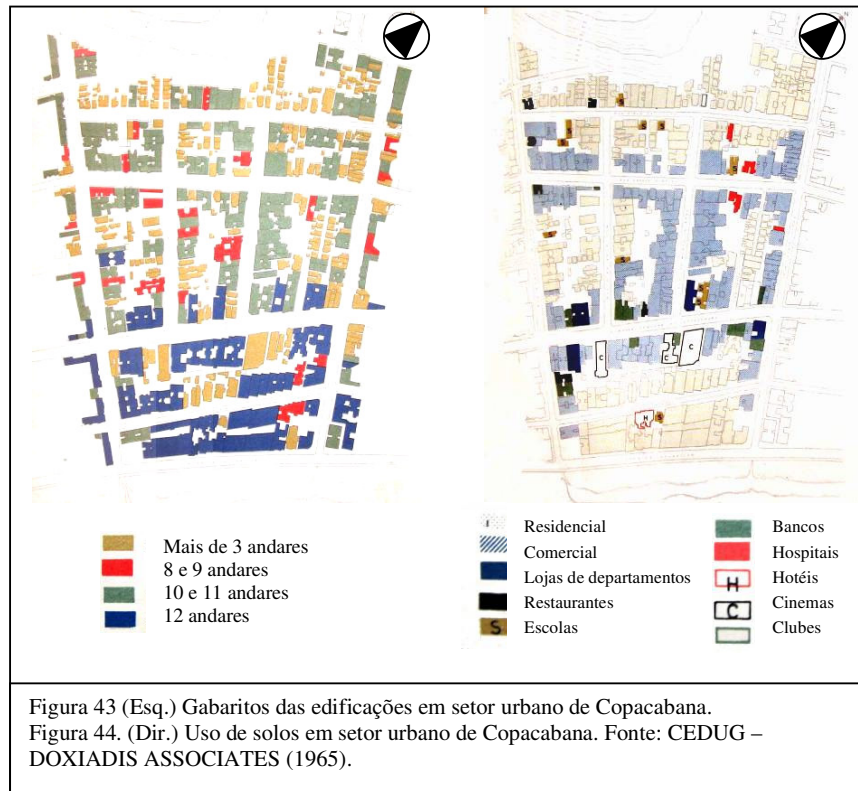 N
S
S
S
S
S
S
S
C
C
C
H
S
Mais de 3 andares
8 e 9 andares
10 e 11 andares
12 andares
Residencial
Comercial
Lojas de departamentos
Restaurantes
S Escolas
Bancos
Hospitais
H Hotéis
C Cinemas
Clubes
Figura 43 (Esq.) Gabaritos das edificações em setor urbano de Copacabana.
Figura 44. (Dir.) Uso de solos em setor urbano de Copacabana. Fonte: CEDUG –
DOXIADIS ASSOCIATES (1965).